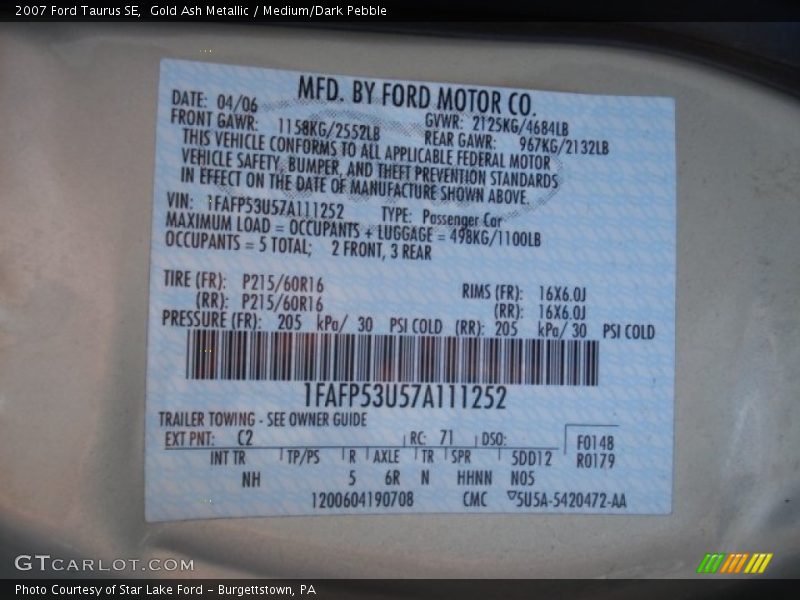 2007 Ford Taurus SE, Gold Ash Metallic / Medium/Dark Pebble
MFD. BY FORD MOTOR CO.
DATE: 04/06 GVWR: 2125KG/4684LB
FRONT GAWR: 1158KG/2552LB REAR GAWR: 967KG/2132LB
THIS VEHICLE CONFORMS TO ALL APPLICABLE FEDERAL MOTOR
VEHICLE SAFETY, BUMPER, AND THEFT PREVENTION STANDARDS
IN EFFECT ON THE DATE OF MANUFACTURE SHOWN ABOVE.
VIN: 1FAFP53U57A111252 TYPE: Passenger Car
MAXIMUM LOAD = OCCUPANTS + LUGGAGE = 498KG/1100LB
OCCUPANTS = 5 TOTAL; 2 FRONT, 3 REAR
TIRE (FR): P215/60R16 RIMS (FR): 16X6.0J
(RR): P215/60R16 (RR): 16X6.0J
PRESSURE (FR): 205 kPa/ 30 PSI COLD (RR): 205 kPa/ 30 PSI COLD
1FAFP53U57A111252
TRAILER TOWING - SEE OWNER GUIDE
EXT PNT: C2 RC: 71 DSO: F0148
INT TR TP/PS R AXLE TR SPR 5DD12 R0179
NH 5 6R N HHNN N05
1200604190708 CMC ▽5U5A-5420472-AA
GTCARLOT.COM
Photo Courtesy of Star Lake Ford - Burgettstown, PA